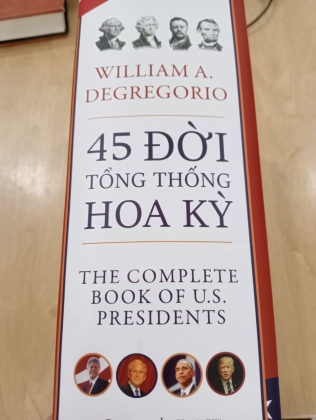 WILLIAM A.
DEGREGORIO
45 ĐỜI
TỔNG THỐNG
HOA KỲ
THE COMPLETE
BOOK OF U.S.
PRESIDENTS